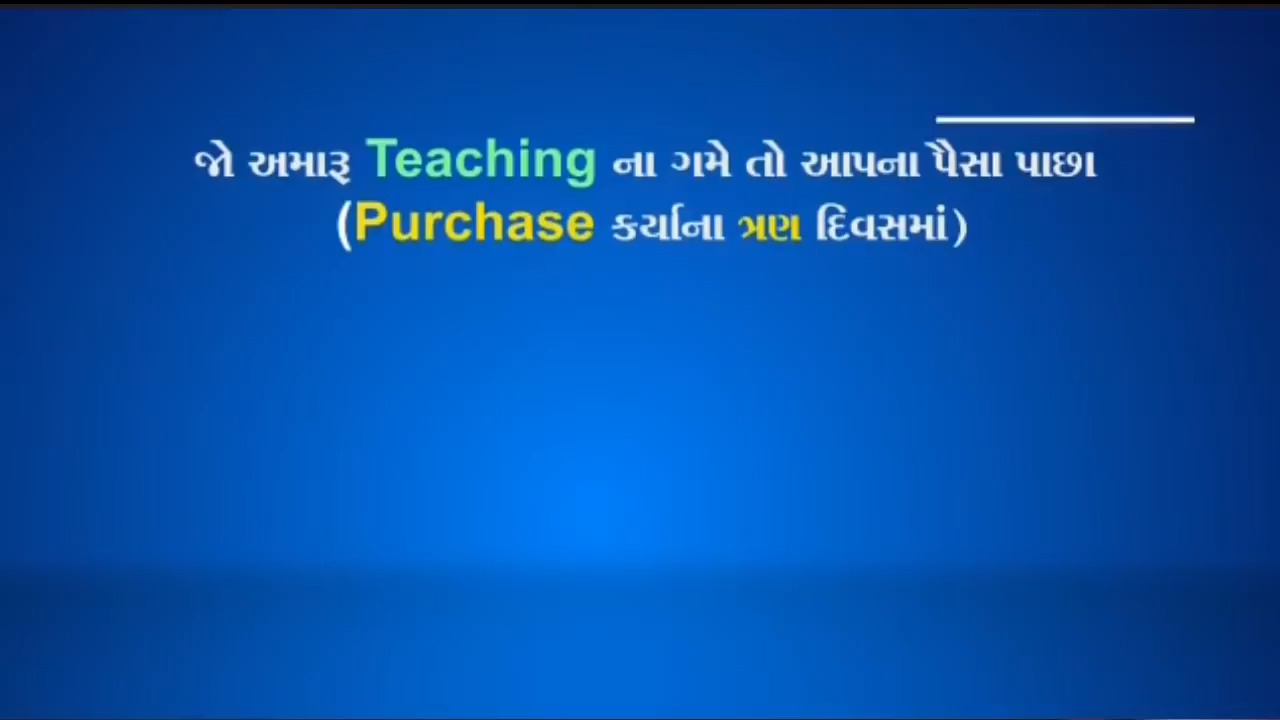 જો અમારૂ Teaching ના ગમે તો આપના પૈસા પાછા
(Purchase કર્યાના ત્રણ દિવસમાં)